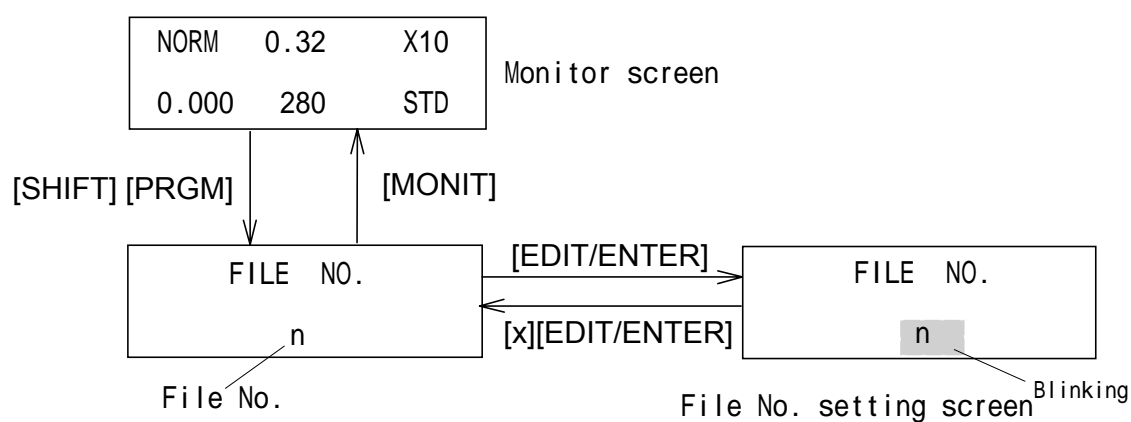 NORM 0.32 X10
0.000 280 STD
Monitor screen
[SHIFT] [PRGM]
[MONIT]
FILE NO.
n
File No.
[EDIT/ENTER]
[x][EDIT/ENTER]
FILE NO.
n
Blinking
File No. setting screen